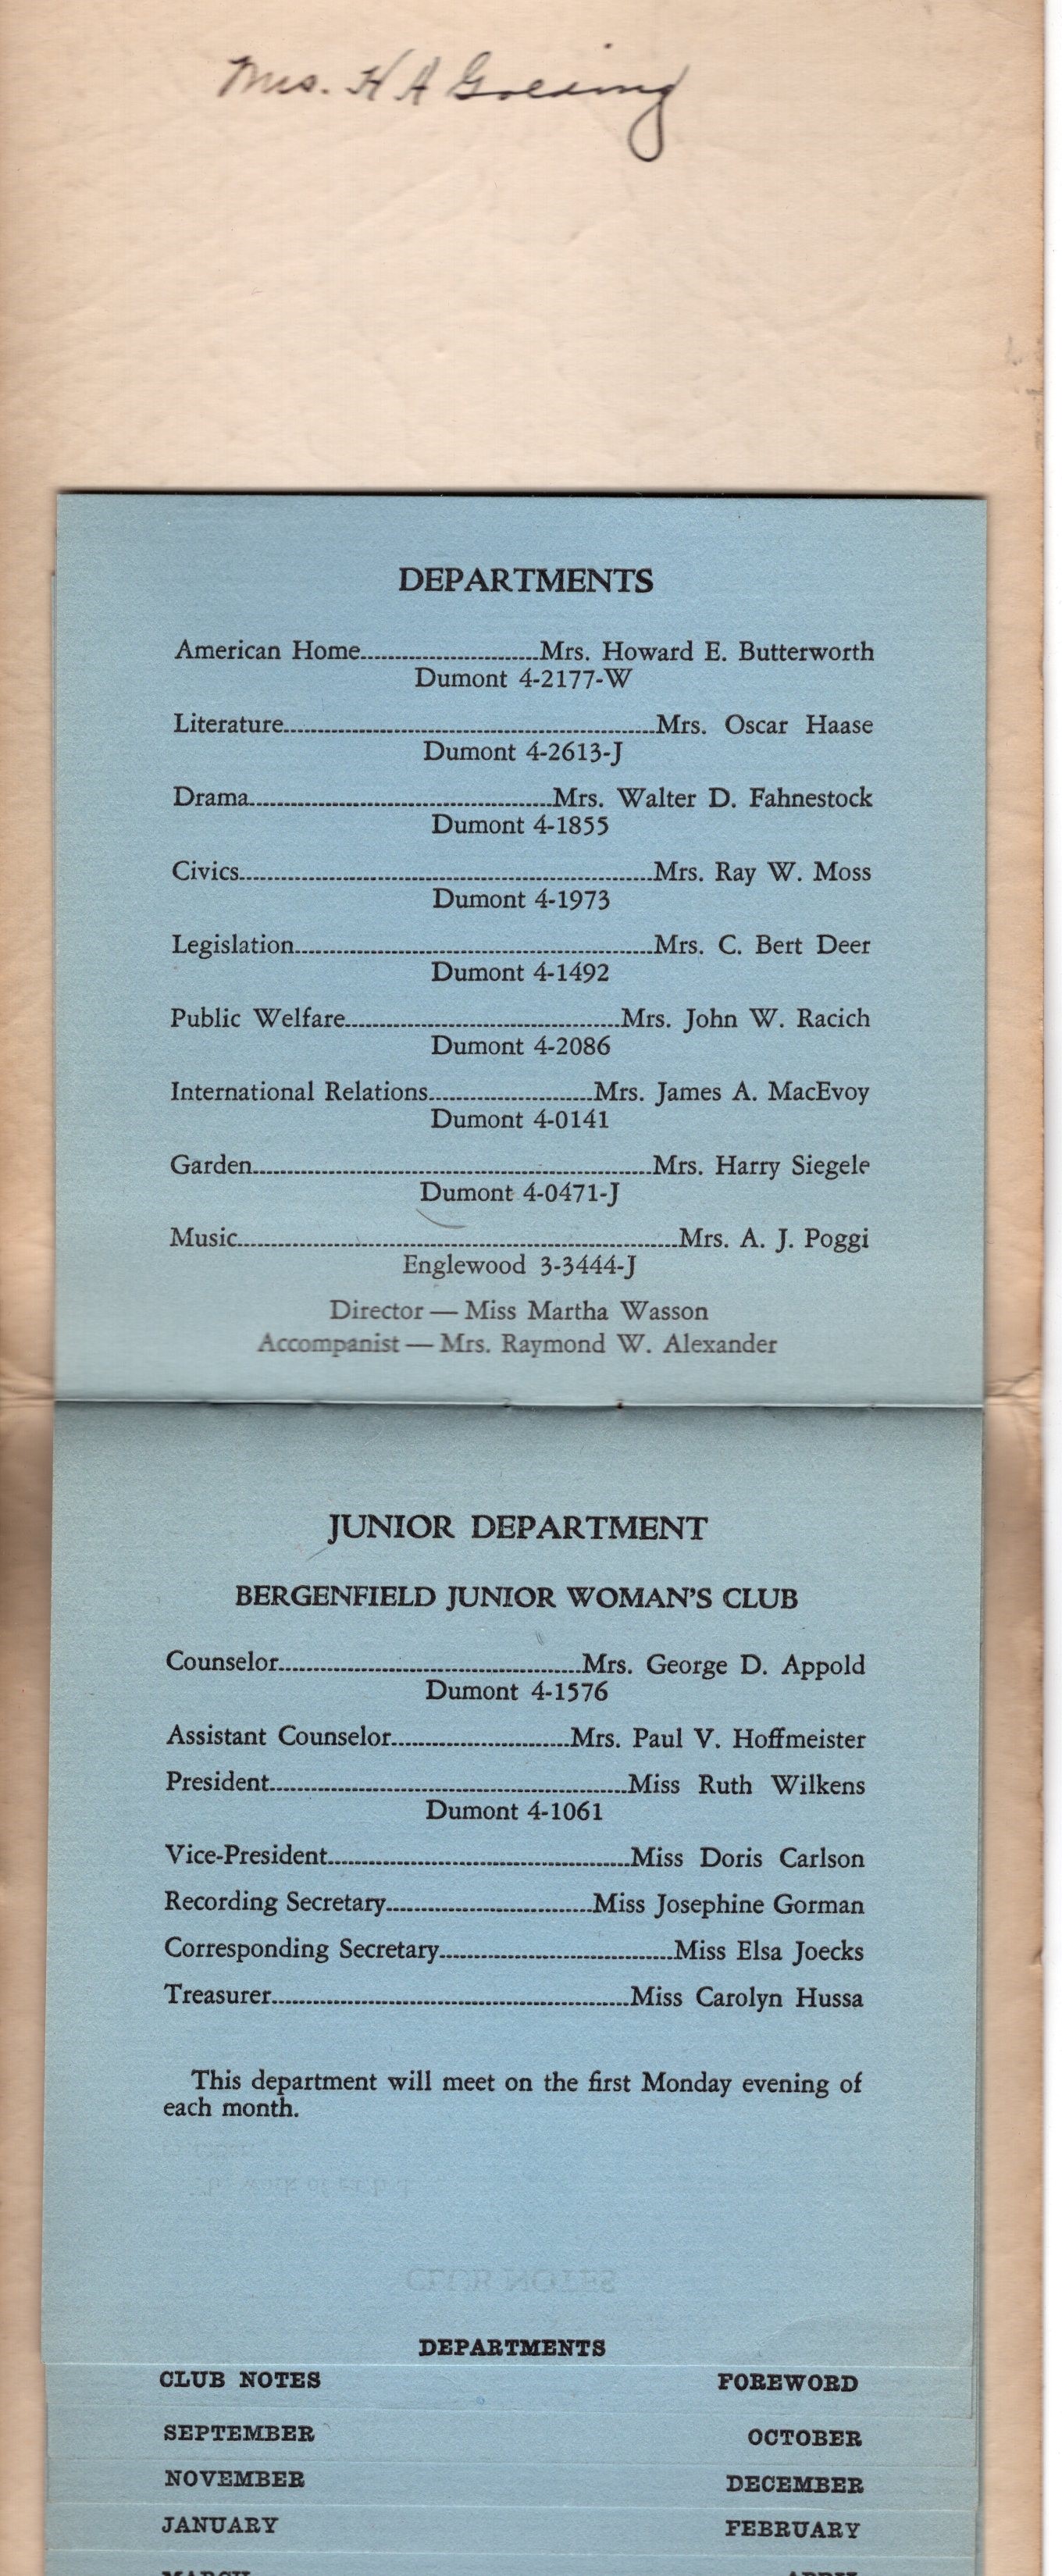 Mrs. H A Golding
DEPARTMENTS
American Home Mrs. Howard E. Butterworth
Dumont 4-2177-W
Literature Mrs. Oscar Haase
Dumont 4-2613-J
Drama Mrs. Walter D. Fahnestock
Dumont 4-1855
Civics Mrs. Ray W. Moss
Dumont 4-1973
Legislation Mrs. C. Bert Deer
Dumont 4-1492
Public Welfare Mrs. John W. Racich
Dumont 4-2086
International Relations Mrs. James A. MacEvoy
Dumont 4-0141
Garden Mrs. Harry Siegele
Dumont 4-0471-J
Music Mrs. A. J. Poggi
Englewood 3-3444-J
Director — Miss Martha Wasson
Accompanist — Mrs. Raymond W. Alexander
JUNIOR DEPARTMENT
BERGENFIELD JUNIOR WOMAN'S CLUB
Counselor Mrs. George D. Appold
Dumont 4-1576
Assistant Counselor Mrs. Paul V. Hoffmeister
President Miss Ruth Wilkens
Dumont 4-1061
Vice-President Miss Doris Carlson
Recording Secretary Miss Josephine Gorman
Corresponding Secretary Miss Elsa Joecks
Treasurer Miss Carolyn Hussa
This department will meet on the first Monday evening of
each month.
DEPARTMENTS
CLUB NOTES FOREWORD
SEPTEMBER OCTOBER
NOVEMBER DECEMBER
JANUARY FEBRUARY
MARCH APRIL